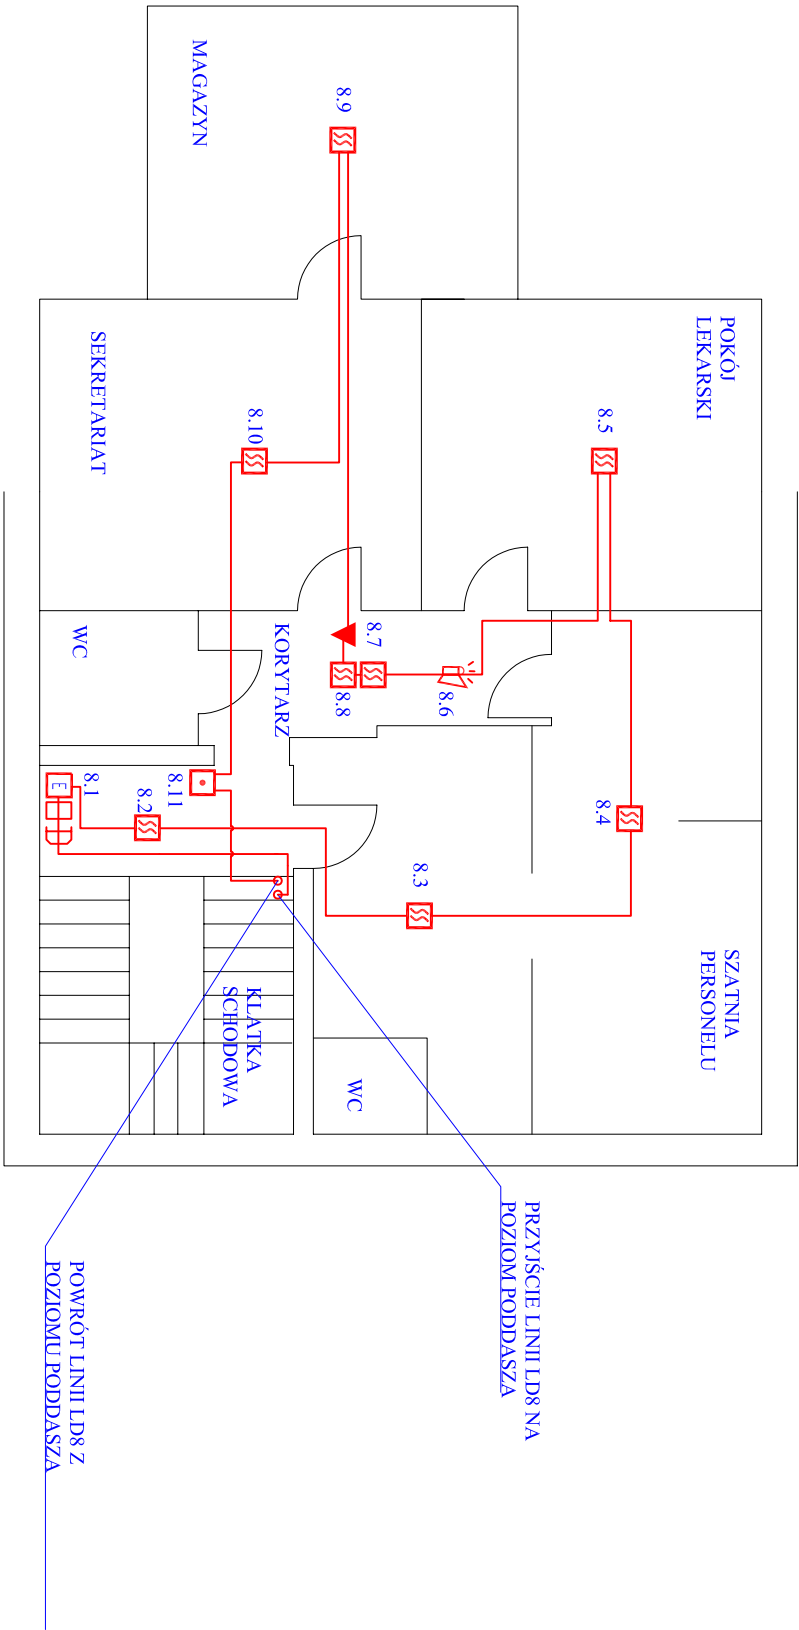 MAGAZYN
8.9
POKÓJ
LEKARSKI
SEKRETARIAT
8.10
8.5
WC
KORYTARZ
8.7
8.8
8.6
8.1
E
8.2
8.11
8.4
8.3
SZATNIA
PERSONELU
KLATKA
SCHODOWA
WC
PRZYJŚCIE LINII LD8 NA
POZIOM PODDASZA
POWRÓT LINII LD8 Z
POZIOMU PODDASZA